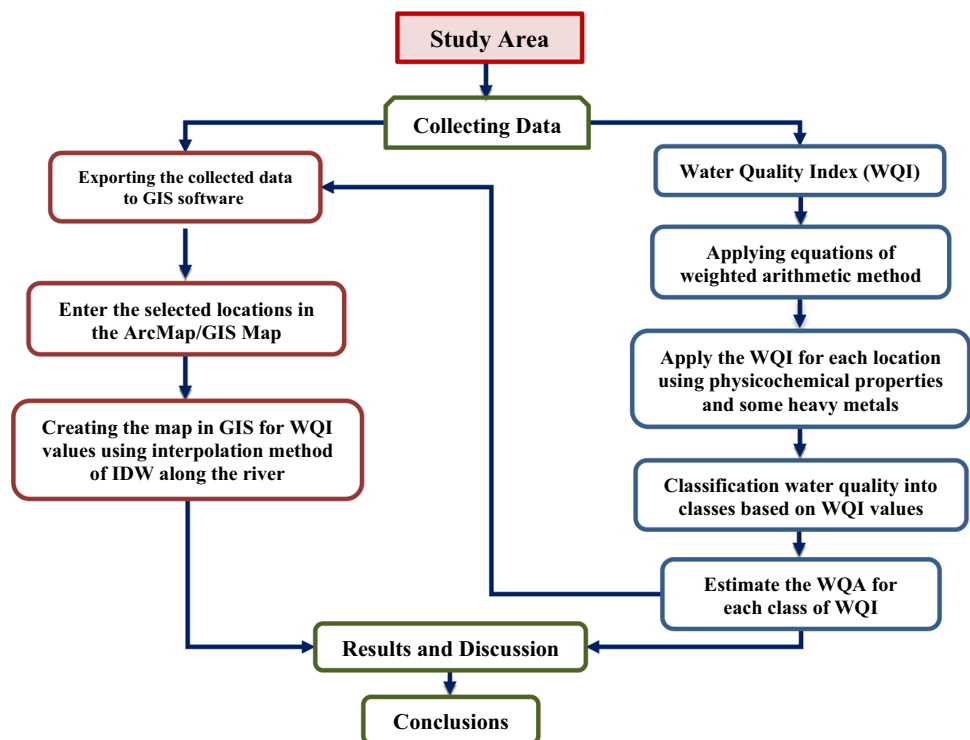 Study Area
Collecting Data
Exporting the collected data
to GIS software
Enter the selected locations in
the ArcMap/GIS Map
Creating the map in GIS for WQI
values using interpolation method
of IDW along the river
Water Quality Index (WQI)
Applying equations of
weighted arithmetic method
Apply the WQI for each location
using physicochemical properties
and some heavy metals
Classification water quality into
classes based on WQI values
Estimate the WQA for
each class of WQI
Results and Discussion
Conclusions